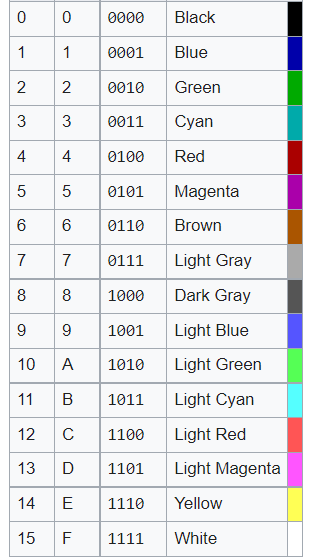 0 0 0000 Black
1 1 0001 Blue
2 2 0010 Green
3 3 0011 Cyan
4 4 0100 Red
5 5 0101 Magenta
6 6 0110 Brown
7 7 0111 Light Gray
8 8 1000 Dark Gray
9 9 1001 Light Blue
10 A 1010 Light Green
11 B 1011 Light Cyan
12 C 1100 Light Red
13 D 1101 Light Magenta
14 E 1110 Yellow
15 F 1111 White